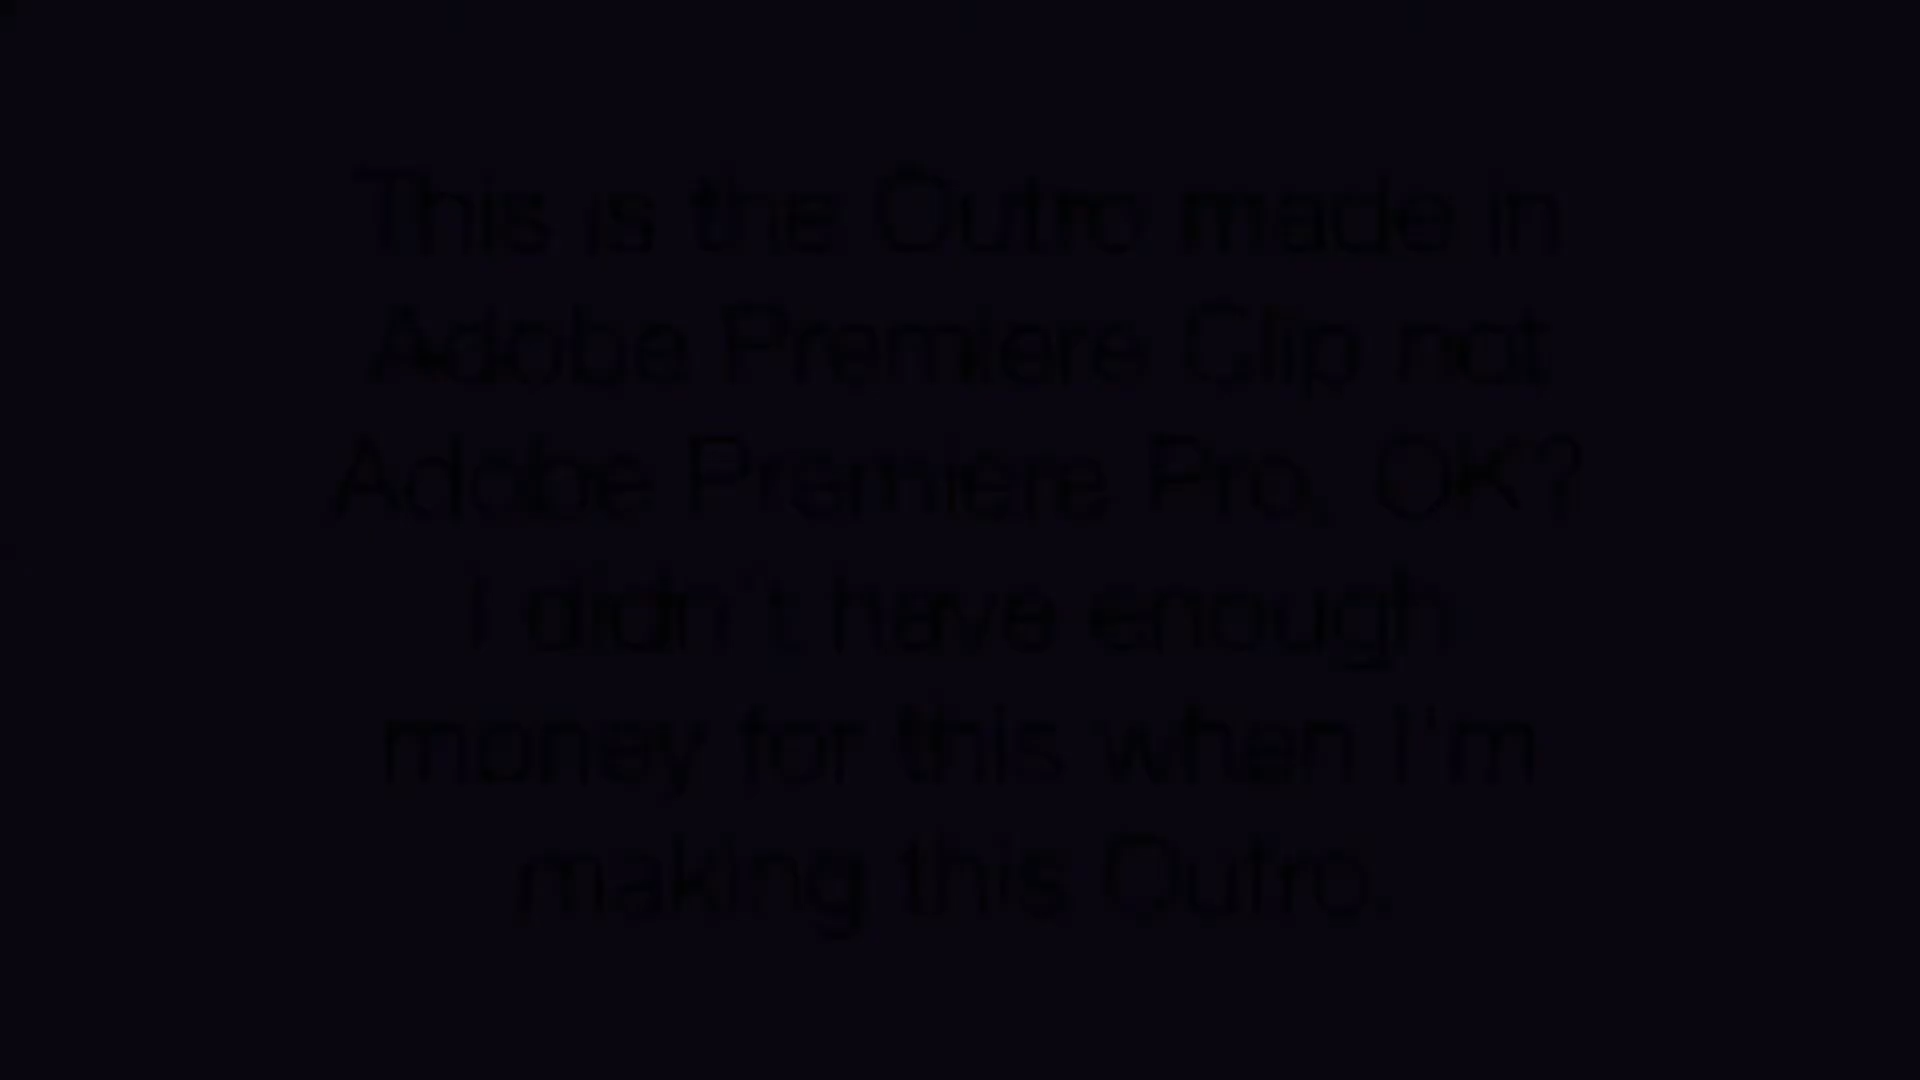 This is the Outro made in
Adobe Premiere Clip not
Adobe Premiere Pro, OK?
I didn't have enough
money for this when I'm
making this Outro.